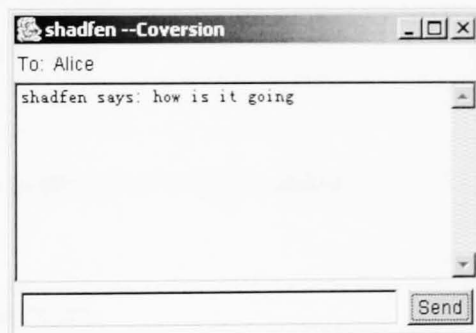 shadfen --Coversion
To: Alice
shadfen says: how is it going
Send